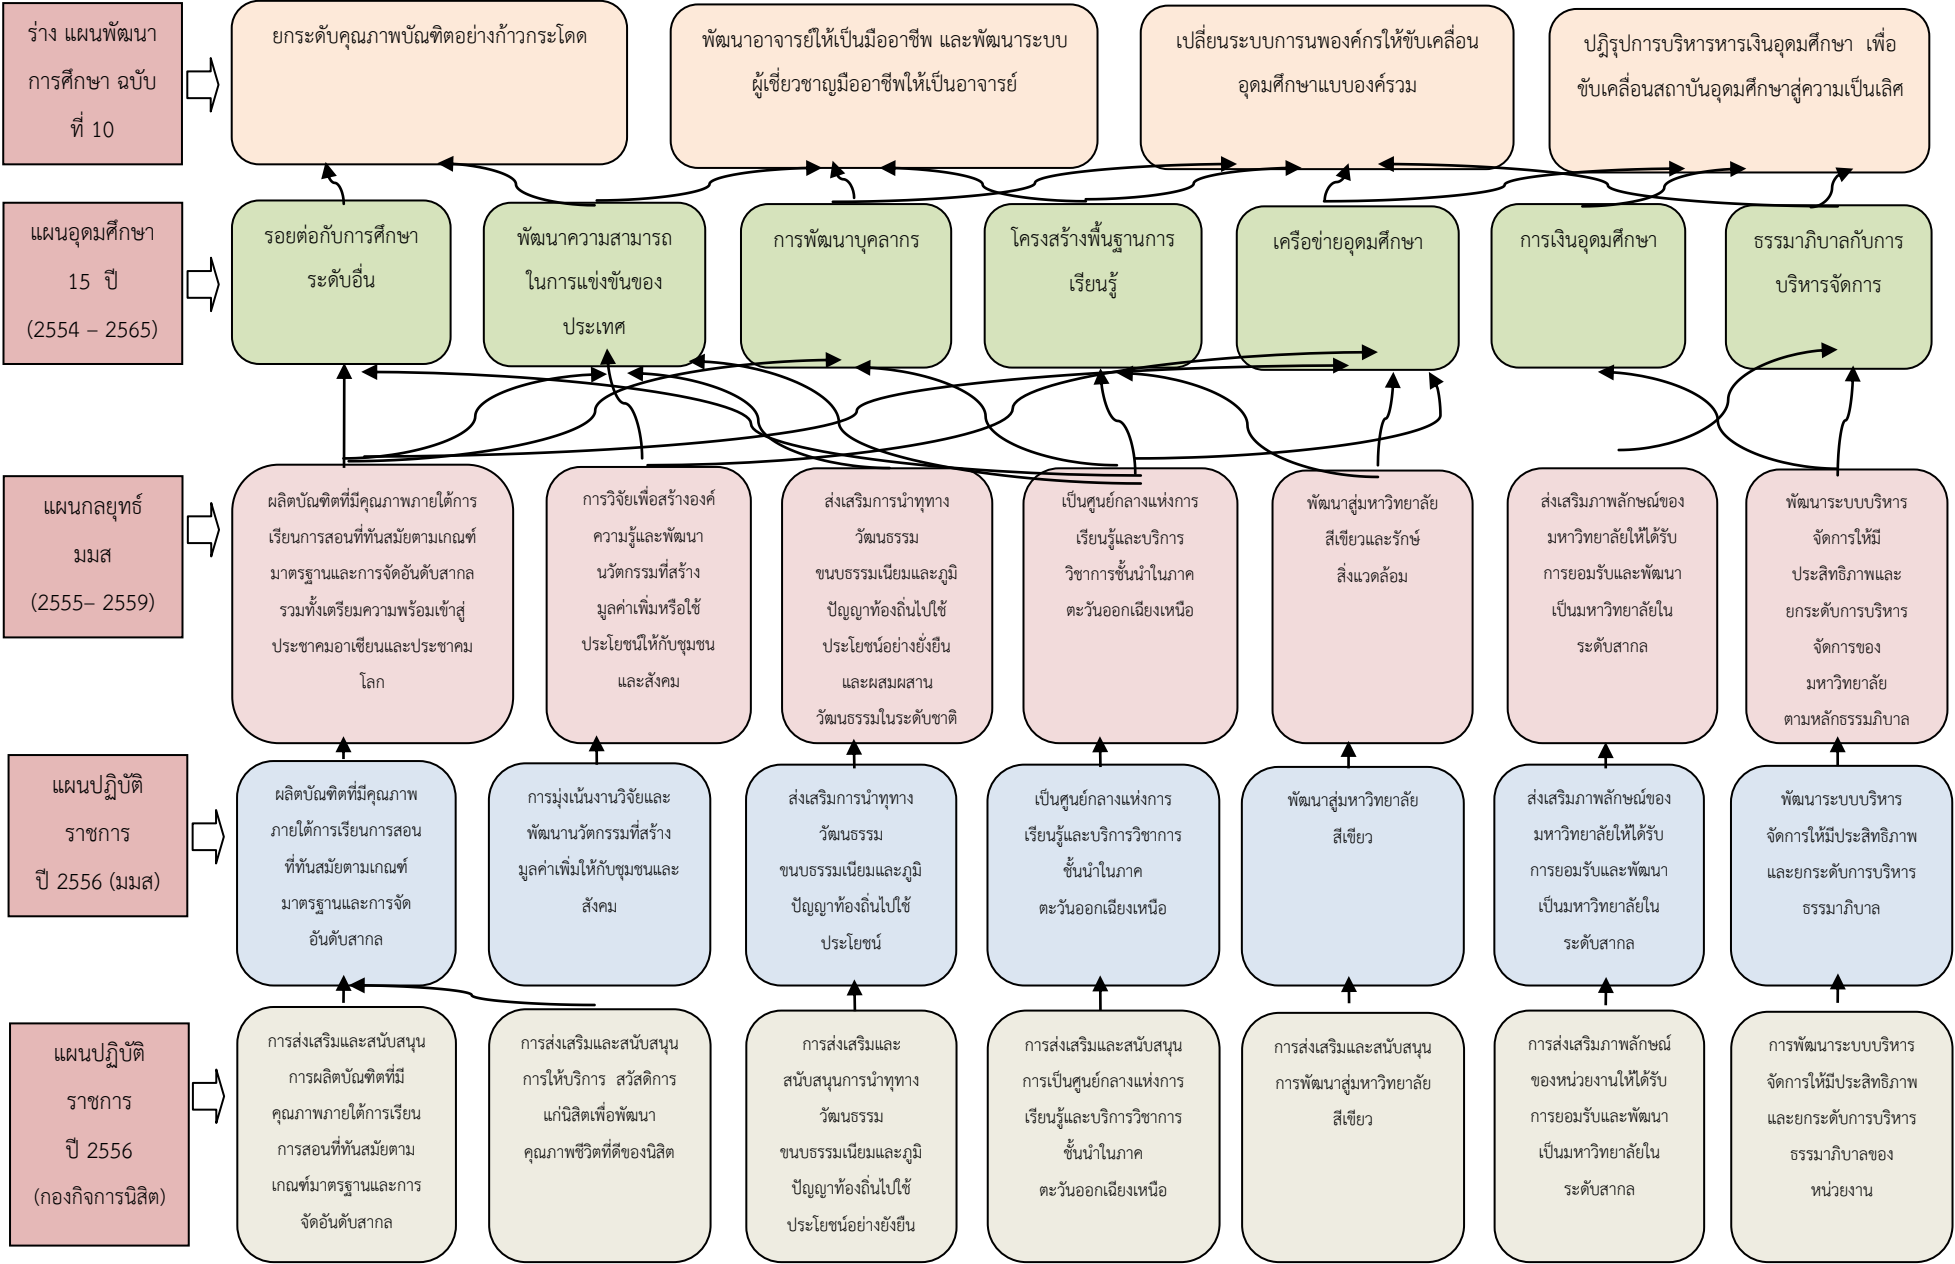 ร่าง แผนพัฒนา
การศึกษา ฉบับ
ที่ 10
ยกระดับคุณภาพบัณฑิตอย่างก้าวกระโดด
พัฒนาอาจารย์ให้เป็นมืออาชีพ และพัฒนาระบบ
ผู้เชี่ยวชาญมืออาชีพให้เป็นอาจารย์
เปลี่ยนระบบการนพองค์กรให้ขับเคลื่อน
อุดมศึกษาแบบองค์รวม
ปฎิรุปการบริหารหารเงินอุดมศึกษา เพื่อ
ขับเคลื่อนสถาบันอุดมศึกษาสู่ความเป็นเลิศ
แผนอุดมศึกษา
15 ปี
(2554 – 2565)
รอยต่อกับการศึกษา
ระดับอื่น
พัฒนาความสามารถ
ในการแข่งขันของ
ประเทศ
การพัฒนาบุคลากร
โครงสร้างพื้นฐานการ
เรียนรู้
เครือข่ายอุดมศึกษา
การเงินอุดมศึกษา
ธรรมาภิบาลกับการ
บริหารจัดการ
แผนกลยุทธ์
มมส
(2555– 2559)
ผลิตบัณฑิตที่มีคุณภาพภายใต้การ
เรียนการสอนที่ทันสมัยตามเกณฑ์
มาตรฐานและการจัดอันดับสากล
รวมทั้งเตรียมความพร้อมเข้าสู่
ประชาคมอาเซียนและประชาคม
โลก
การวิจัยเพื่อสร้างองค์
ความรู้และพัฒนา
นวัตกรรมที่สร้าง
มูลค่าเพิ่มหรือใช้
ประโยชน์ให้กับชุมชน
และสังคม
ส่งเสริมการนำทุทาง
วัฒนธรรม
ขนบธรรมเนียมและภูมิ
ปัญญาท้องถิ่นไปใช้
ประโยชน์อย่างยั่งยืน
และผสมผสาน
วัฒนธรรมในระดับชาติ
เป็นศูนย์กลางแห่งการ
เรียนรู้และบริการ
วิชาการชั้นนำในภาค
ตะวันออกเฉียงเหนือ
พัฒนาสู่มหาวิทยาลัย
สีเขียวและรักษ์
สิ่งแวดล้อม
ส่งเสริมภาพลักษณ์ของ
มหาวิทยาลัยให้ได้รับ
การยอมรับและพัฒนา
เป็นมหาวิทยาลัยใน
ระดับสากล
พัฒนาระบบบริหาร
จัดการให้มี
ประสิทธิภาพและ
ยกระดับการบริหาร
จัดการของ
มหาวิทยาลัย
ตามหลักธรรมภิบาล
แผนปฏิบัติ
ราชการ
ปี 2556 (มมส)
ผลิตบัณฑิตที่มีคุณภาพ
ภายใต้การเรียนการสอน
ที่ทันสมัยตามเกณฑ์
มาตรฐานและการจัด
อันดับสากล
การมุ่งเน้นงานวิจัยและ
พัฒนานวัตกรรมที่สร้าง
มูลค่าเพิ่มให้กับชุมชนและ
สังคม
ส่งเสริมการนำทุทาง
วัฒนธรรม
ขนบธรรมเนียมและภูมิ
ปัญญาท้องถิ่นไปใช้
ประโยชน์
เป็นศูนย์กลางแห่งการ
เรียนรู้และบริการวิชาการ
ชั้นนำในภาค
ตะวันออกเฉียงเหนือ
พัฒนาสู่มหาวิทยาลัย
สีเขียว
ส่งเสริมภาพลักษณ์ของ
มหาวิทยาลัยให้ได้รับ
การยอมรับและพัฒนา
เป็นมหาวิทยาลัยใน
ระดับสากล
พัฒนาระบบบริหาร
จัดการให้มีประสิทธิภาพ
และยกระดับการบริหาร
ธรรมาภิบาล
แผนปฏิบัติ
ราชการ
ปี 2556
(กองกิจการนิสิต)
การส่งเสริมและสนับสนุน
การผลิตบัณฑิตที่มี
คุณภาพภายใต้การเรียน
การสอนที่ทันสมัยตาม
เกณฑ์มาตรฐานและการ
จัดอันดับสากล
การส่งเสริมและสนับสนุน
การให้บริการ สวัสดิการ
แก่นิสิตเพื่อพัฒนา
คุณภาพชีวิตที่ดีของนิสิต
การส่งเสริมและ
สนับสนุนการนำทุทาง
วัฒนธรรม
ขนบธรรมเนียมและภูมิ
ปัญญาท้องถิ่นไปใช้
ประโยชน์อย่างยังยืน
การส่งเสริมและสนับสนุน
การเป็นศูนย์กลางแห่งการ
เรียนรู้และบริการวิชาการ
ชั้นนำในภาค
ตะวันออกเฉียงเหนือ
การส่งเสริมและสนับสนุน
การพัฒนาสู่มหาวิทยาลัย
สีเขียว
การส่งเสริมภาพลักษณ์
ของหน่วยงานให้ได้รับ
การยอมรับและพัฒนา
เป็นมหาวิทยาลัยใน
ระดับสากล
การพัฒนาระบบบริหาร
จัดการให้มีประสิทธิภาพ
และยกระดับการบริหาร
ธรรมาภิบาลของ
หน่วยงาน